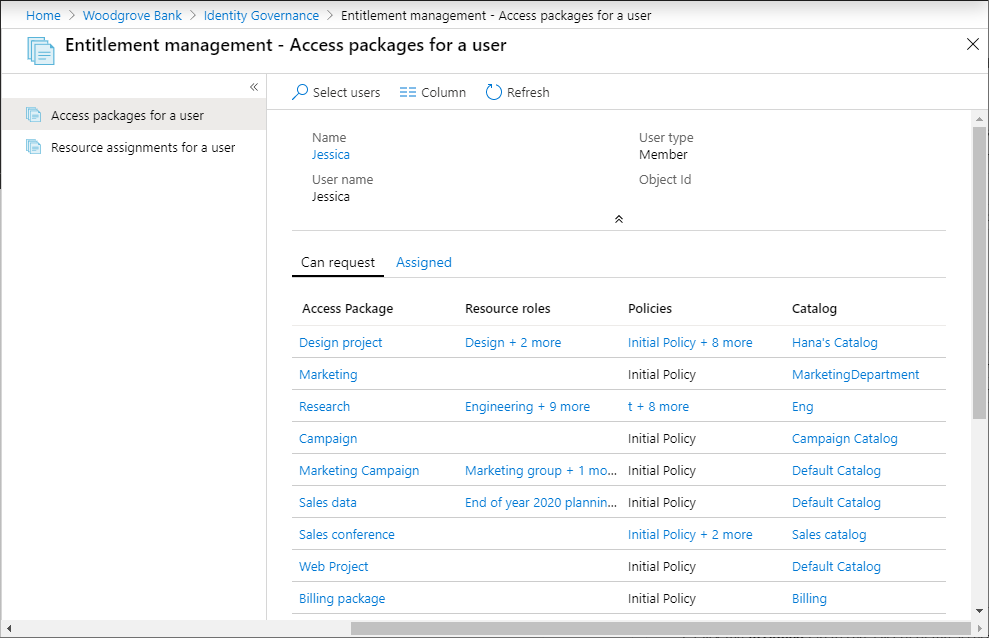 Home > Woodgrove Bank > Identity Governance > Entitlement management - Access packages for a user
Entitlement management - Access packages for a user
Select users Column Refresh
Access packages for a user
Resource assignments for a user
Name User type
Jessica Member
User name Object Id
Jessica
Can request Assigned
Access Package Resource roles Policies Catalog
Design project Design + 2 more Initial Policy + 8 more Hana's Catalog
Marketing Initial Policy MarketingDepartment
Research Engineering + 9 more t + 8 more Eng
Campaign Initial Policy Campaign Catalog
Marketing Campaign Marketing group + 1 mo... Initial Policy Default Catalog
Sales data End of year 2020 plannin... Initial Policy Default Catalog
Sales conference Initial Policy + 2 more Sales catalog
Web Project Initial Policy Default Catalog
Billing package Initial Policy Billing